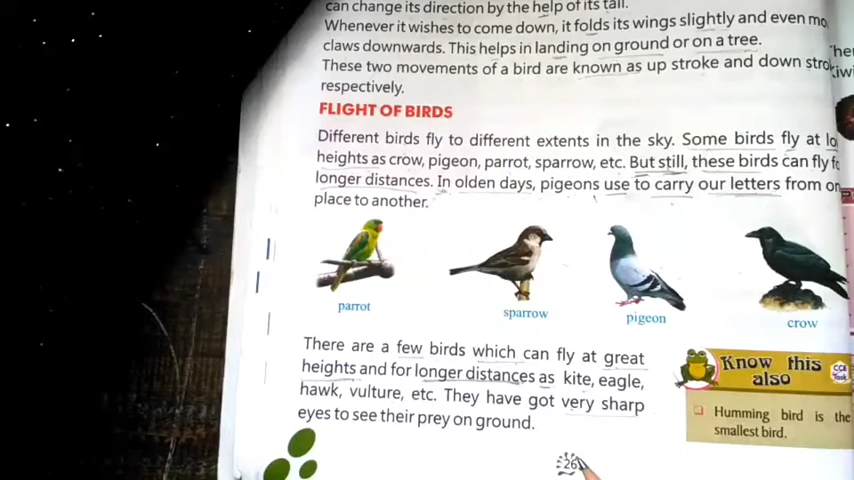 can change its direction by the help of its tail.
Whenever it wishes to come down, it folds its wings slightly and even
claws downwards. This helps in landing on ground or on a tree.
These two movements of a bird are known as up stroke and down
respectively.
FLIGHT OF BIRDS
Different birds fly to different extents in the sky. Some birds fly at
heights as crow, pigeon, parrot, sparrow, etc. But still, these birds can fly
longer distances. In olden days, pigeons use to carry our letters from
place to another.
parrot
sparrow
pigeon
crow
There are a few birds which can fly at great
heights and for longer distances as kite, eagle,
hawk, vulture, etc. They have got very sharp
eyes to see their prey on ground.
Know this
also
CCE
Task
❑ Humming bird is the
smallest bird.
26